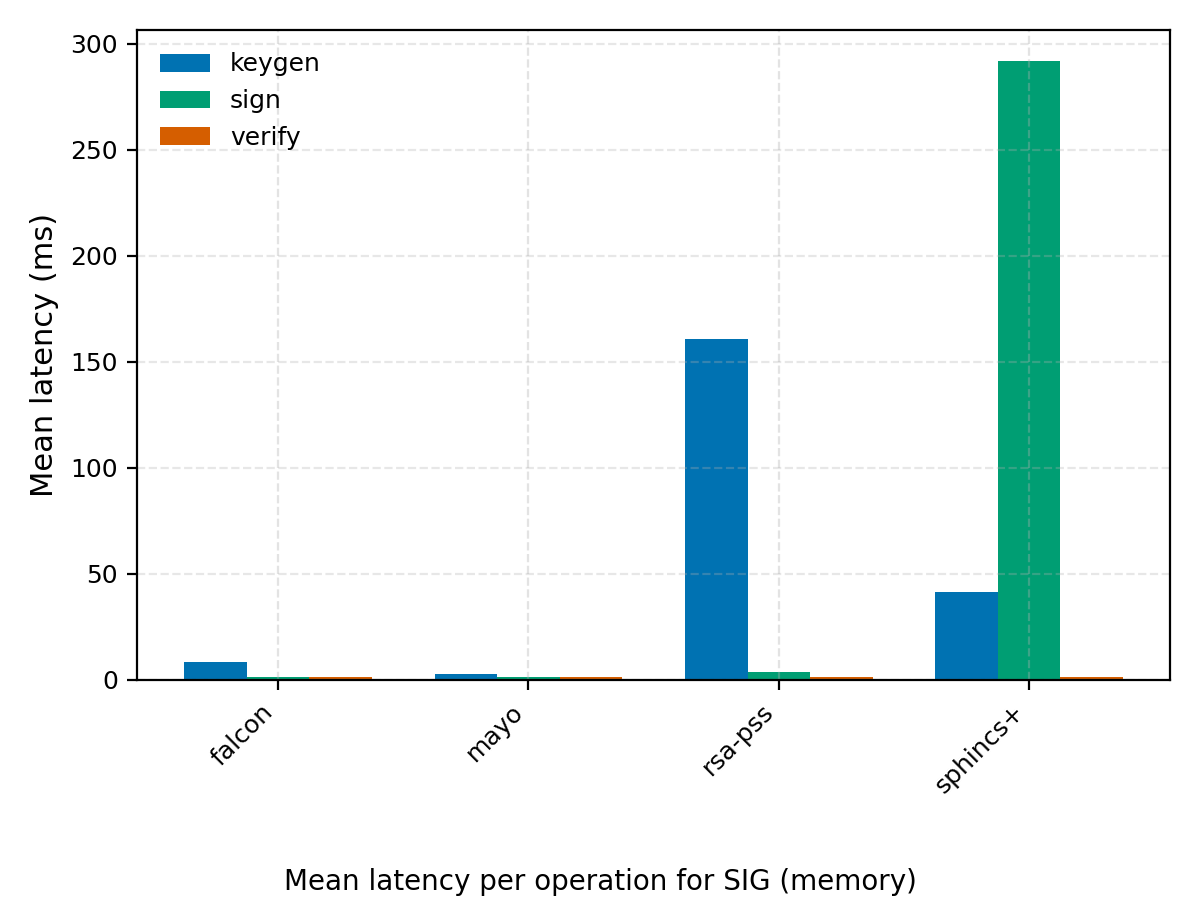 300
250
200
150
100
50
0
Mean latency (ms)
keygen
sign
verify
falcon
mayo
rsa-pss
sphincs+
Mean latency per operation for SIG (memory)